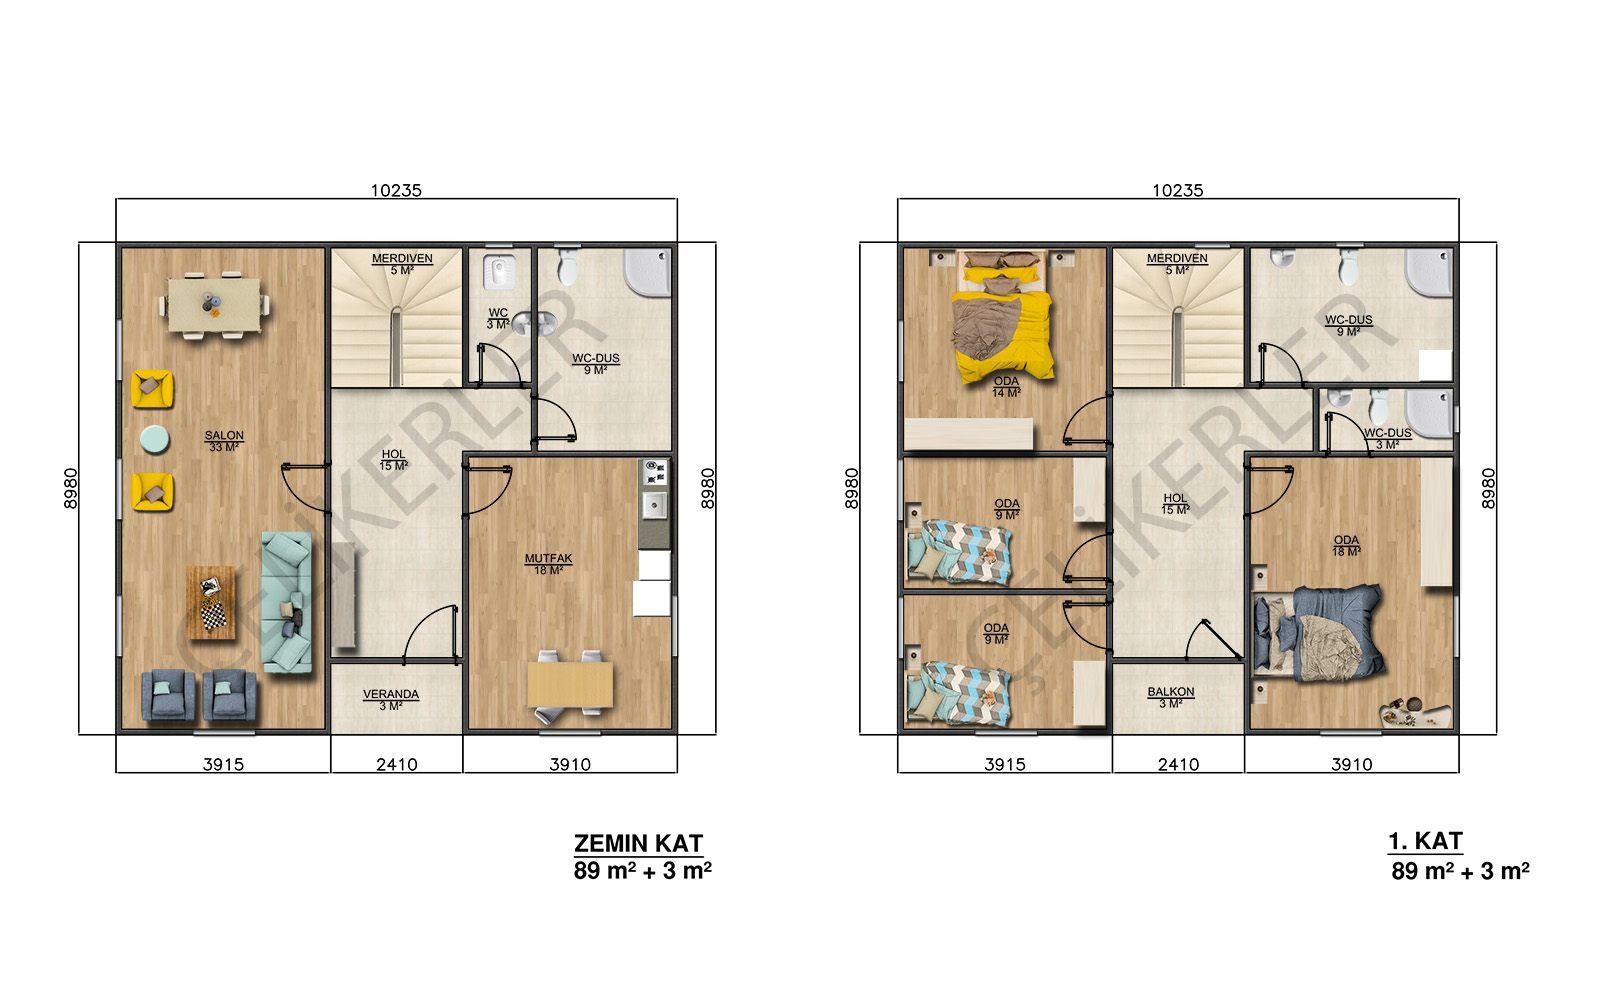 10235
8980
MERDIVEN
5 M²
WC
3 M²
WC-DUS
9 M²
SALON
33 M²
HOL
15 M²
MUTFAK
18 M²
VERANDA
3 M²
8980
3915
2410
3910
ZEMIN KAT
89 m² + 3 m²
ÇELİKERLER
10235
8980
MERDIVEN
5 M²
WC-DUS
9 M²
ODA
14 M²
WC-DUS
3 M²
ODA
9 M²
HOL
15 M²
ODA
18 M²
ODA
9 M²
BALKON
3 M²
8980
3915
2410
3910
1. KAT
89 m² + 3 m²
ÇELİKERLER